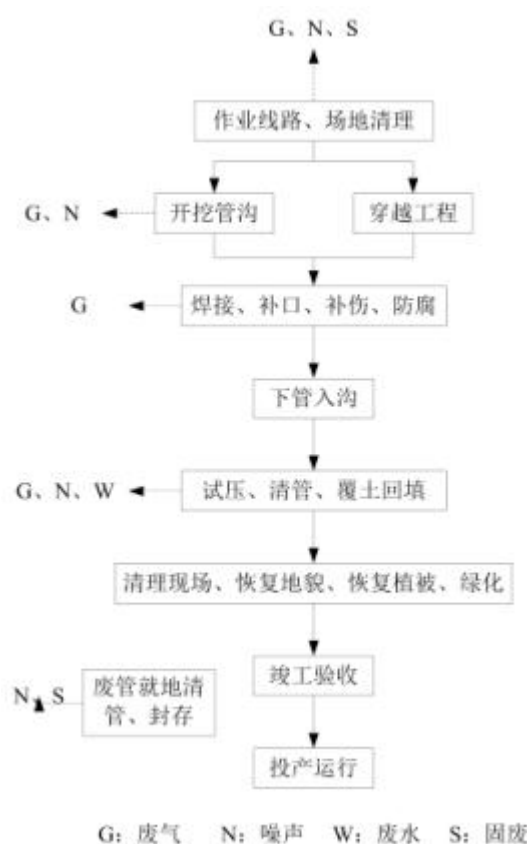 G、N、S
作业线路、场地清理
G、N
开挖管沟
穿越工程
G
焊接、补口、补伤、防腐
下管入沟
G、N、W
试压、清管、覆土回填
清理现场、恢复地貌、恢复植被、绿化
N、S
废管就地清
管、封存
竣工验收
投产运行
G：废气 N：噪声 W：废水 S：固废